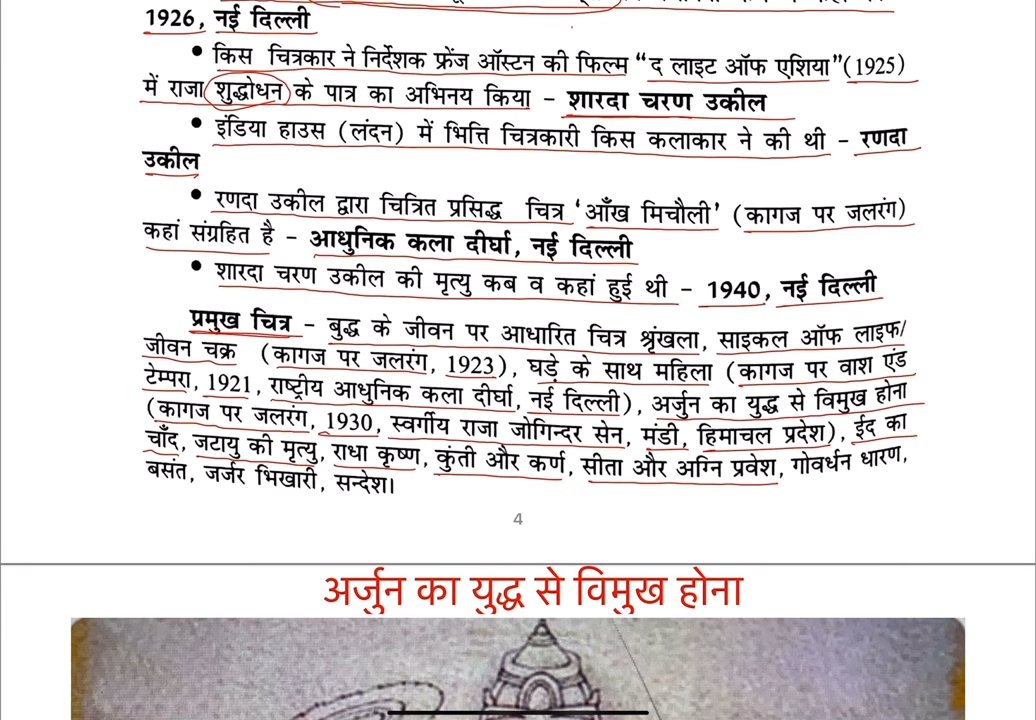 1926, नई दिल्ली
• किस चित्रकार ने निर्देशक फ्रेंज ऑस्टन की फिल्म “द लाइट ऑफ एशिया”(1925)
में राजा शुद्धोधन के पात्र का अभिनय किया – शारदा चरण उकील
• इंडिया हाउस (लंदन) में भित्ति चित्रकारी किस कलाकार ने की थी – रणदा
उकील
• रणदा उकील द्वारा चित्रित प्रसिद्ध चित्र ‘आँख मिचौली’ (कागज पर जलरंग)
कहां संग्रहित है – आधुनिक कला दीर्घा, नई दिल्ली
• शारदा चरण उकील की मृत्यु कब व कहां हुई थी – 1940, नई दिल्ली
प्रमुख चित्र – बुद्ध के जीवन पर आधारित चित्र श्रृंखला, साइकल ऑफ लाइफ/
जीवन चक्र (कागज पर जलरंग, 1923), घड़े के साथ महिला (कागज पर वाश एंड
टेम्परा, 1921, राष्ट्रीय आधुनिक कला दीर्घा, नई दिल्ली), अर्जुन का युद्ध से विमुख होना
(कागज पर जलरंग, 1930, स्वर्गीय राजा जोगिन्दर सेन, मंडी, हिमाचल प्रदेश), ईद का
चाँद, जटायु की मृत्यु, राधा कृष्ण, कुंती और कर्ण, सीता और अग्नि प्रवेश, गोवर्धन धारण,
बसंत, जर्जर भिखारी, सन्देश।
4
अर्जुन का युद्ध से विमुख होना